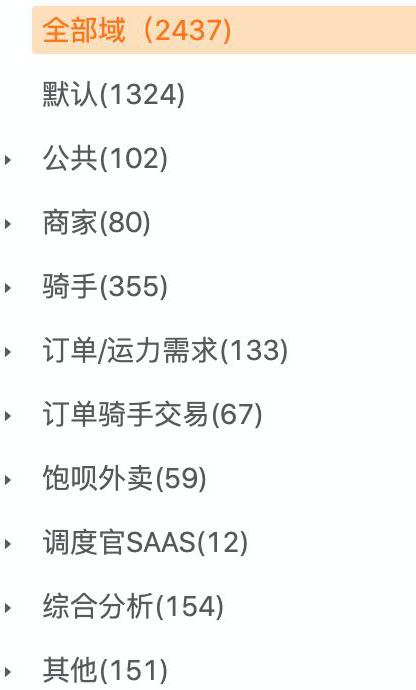 全部域（2437)
默认(1324)
公共(102)
商家(80)
骑手(355)
订单/运力需求(133)
订单骑手交易(67)
饱呗外卖(59)
调度官SAAS(12)
综合分析(154)
其他(151)